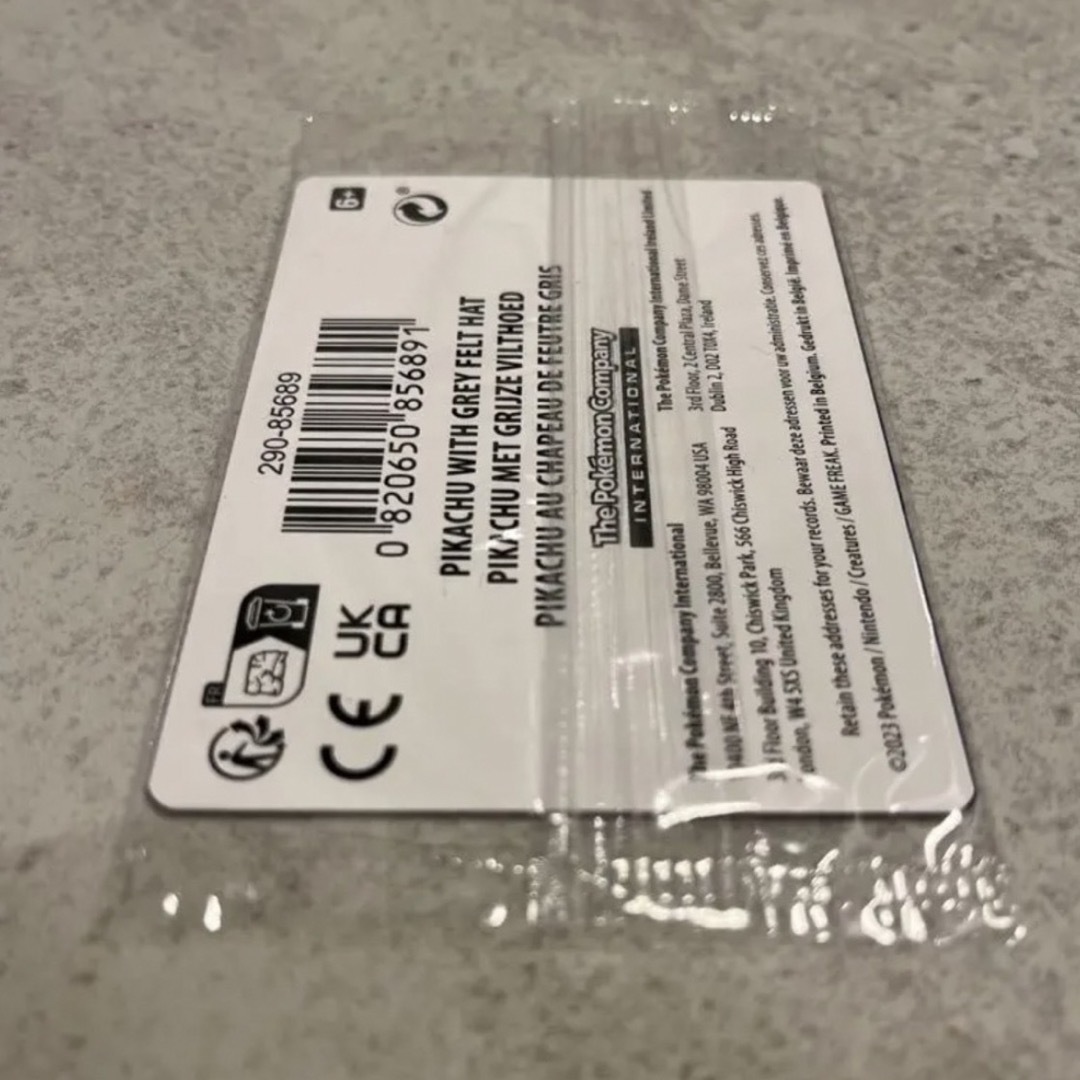 6+
290-85689
0 820650 856891
FR
CE
UK
CA
PIKACHU WITH GREY FELT HAT
PIKACHU MET GRIJZE VILTHOED
PIKACHU AU CHAPEAU DE FEUTRE GRIS
The Pokémon Company
INTERNATIONAL
The Pokémon Company International
10400 NE 4th Street, Suite 2800, Bellevue, WA 98004 USA
3rd Floor Building 10, Chiswick Park, 566 Chiswick High Road
London, W4 5XS United Kingdom
The Pokémon Company International Ireland Limited
3rd Floor, 2 Central Plaza, Dame Street
Dublin 2, D02 T0X4, Ireland
Retain these addresses for your records. Bewaar deze adressen voor uw administratie. Conservez ces adresses.
©2023 Pokémon / Nintendo / Creatures / GAME FREAK. Printed in Belgium. Gedrukt in België. Imprimé en Belgique.